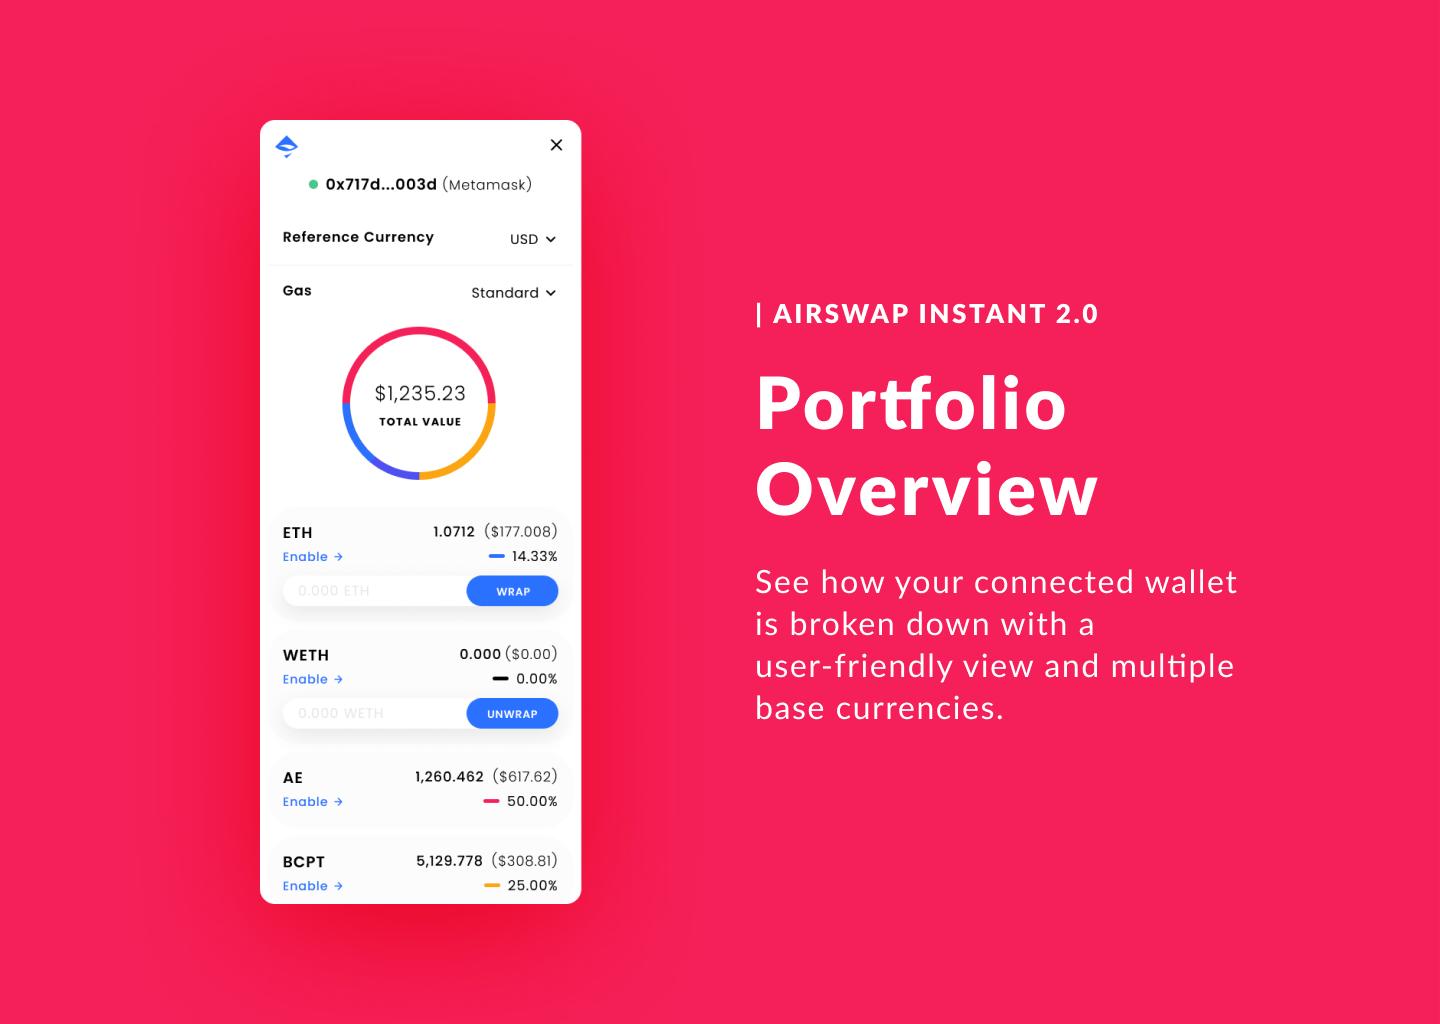 0x717d...003d (Metamask)
Reference Currency USD
Gas Standard
$1,235.23
TOTAL VALUE
ETH 1.0712 ($177.008)
Enable → 14.33%
0.000 ETH WRAP
WETH 0.000 ($0.00)
Enable → 0.00%
0.000 WETH UNWRAP
AE 1,260.462 ($617.62)
Enable → 50.00%
BCPT 5,129.778 ($308.81)
Enable → 25.00%
| AIRSWAP INSTANT 2.0
Portfolio
Overview
See how your connected wallet
is broken down with a
user-friendly view and multiple
base currencies.